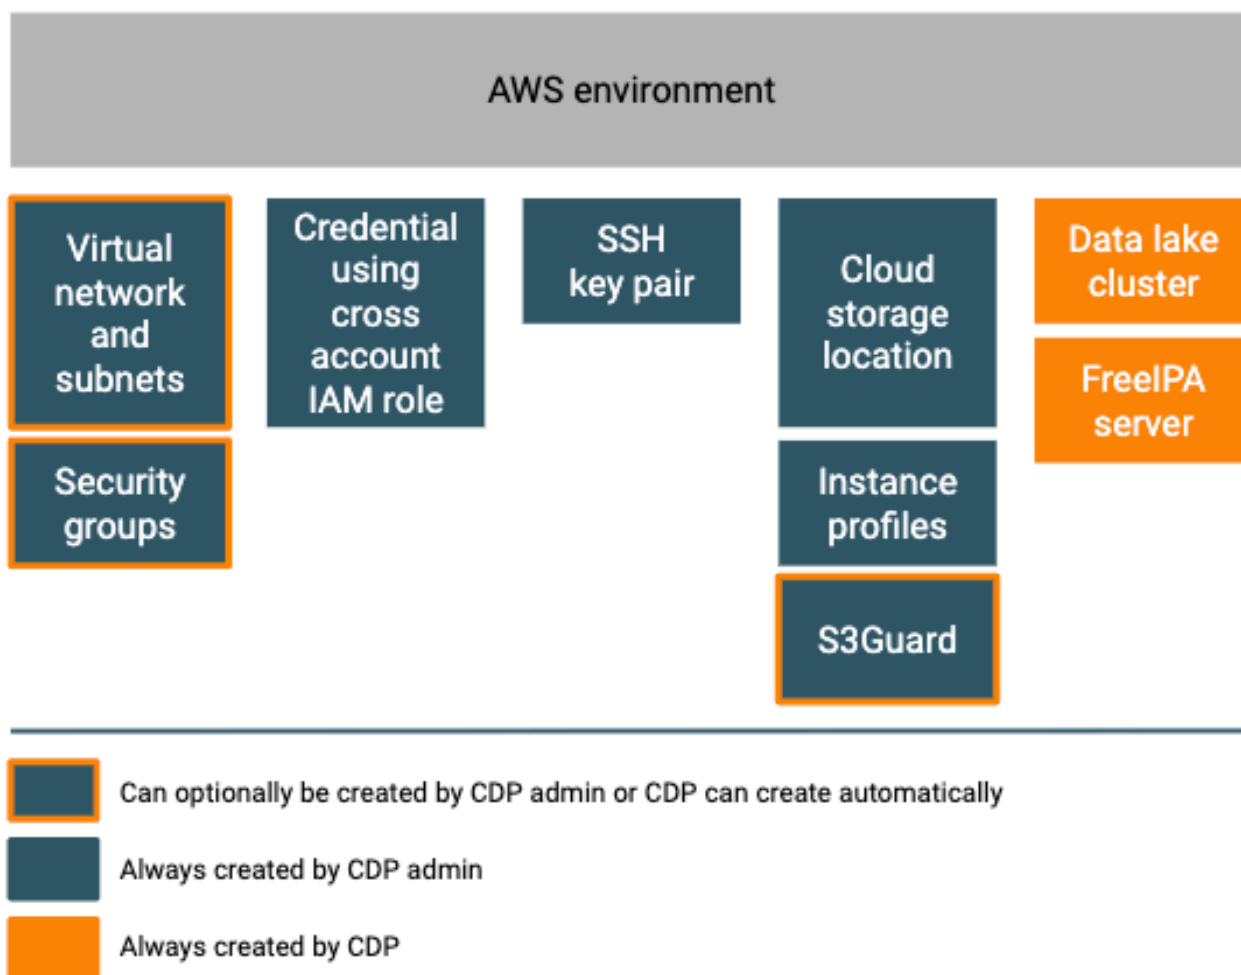 AWS environment
Virtual
network
and
subnets
Security
groups
Credential
using
cross
account
IAM role
SSH
key pair
Cloud
storage
location
Instance
profiles
S3Guard
Data lake
cluster
FreeIPA
server
Can optionally be created by CDP admin or CDP can create automatically
Always created by CDP admin
Always created by CDP